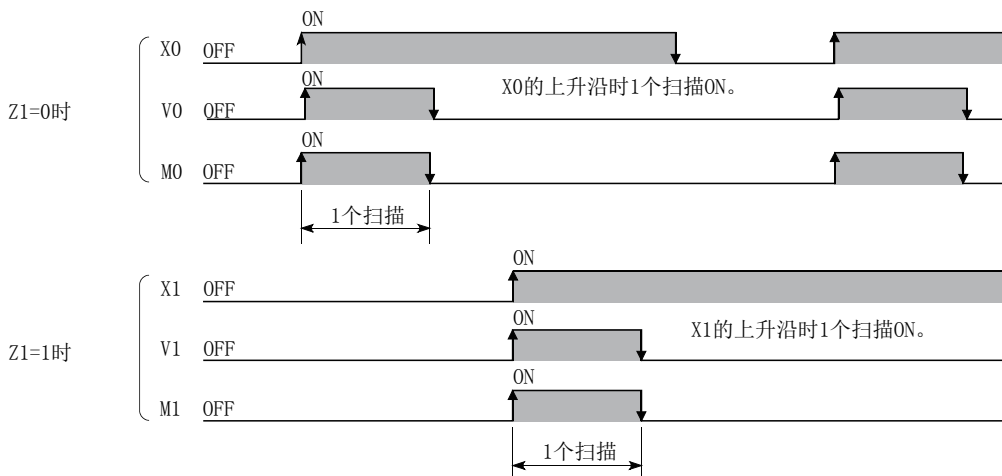 ON
X0 OFF
ON
X0的上升沿时1个扫描ON。
Z1=0时
V0 OFF
ON
M0 OFF
1个扫描
ON
X1 OFF
ON
X1的上升沿时1个扫描ON。
Z1=1时
V1 OFF
ON
M1 OFF
1个扫描